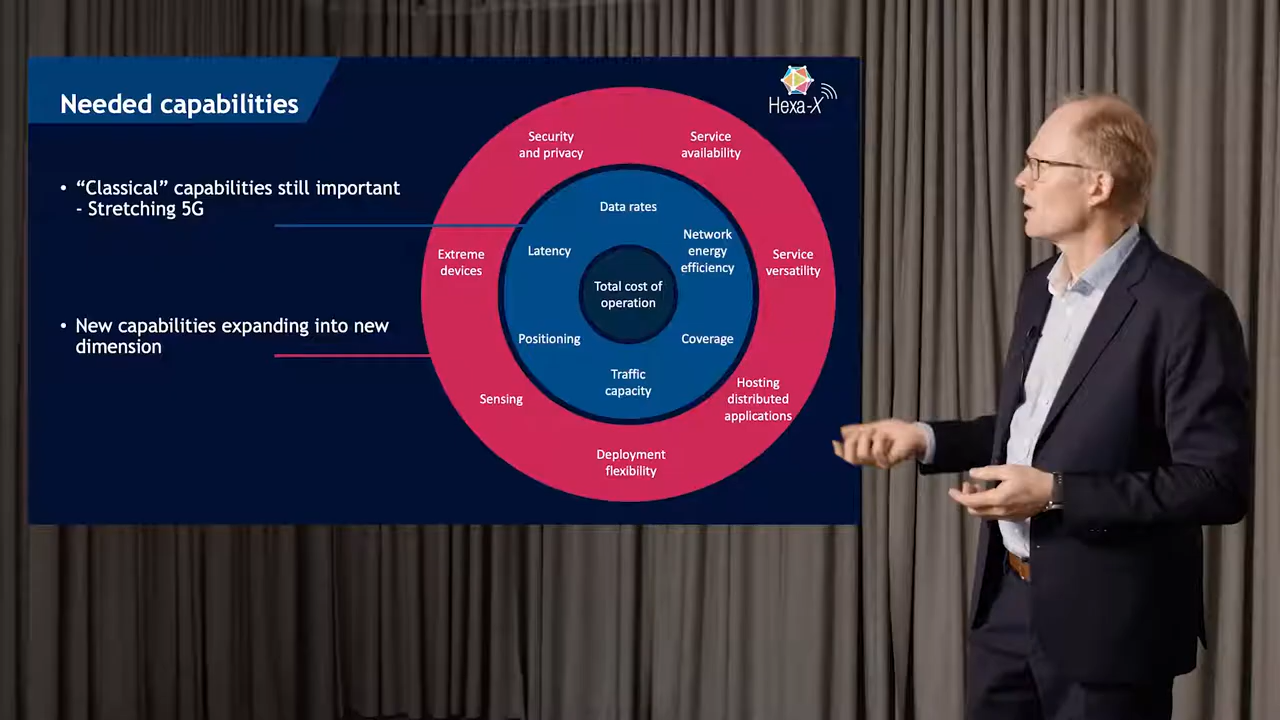 Needed capabilities
Hexa-X
• “Classical” capabilities still important
- Stretching 5G
• New capabilities expanding into new
dimension
Security
and privacy
Service
availability
Data rates
Latency
Network
energy
efficiency
Extreme
devices
Service
versatility
Total cost of
operation
Positioning
Coverage
Traffic
capacity
Sensing
Hosting
distributed
applications
Deployment
flexibility